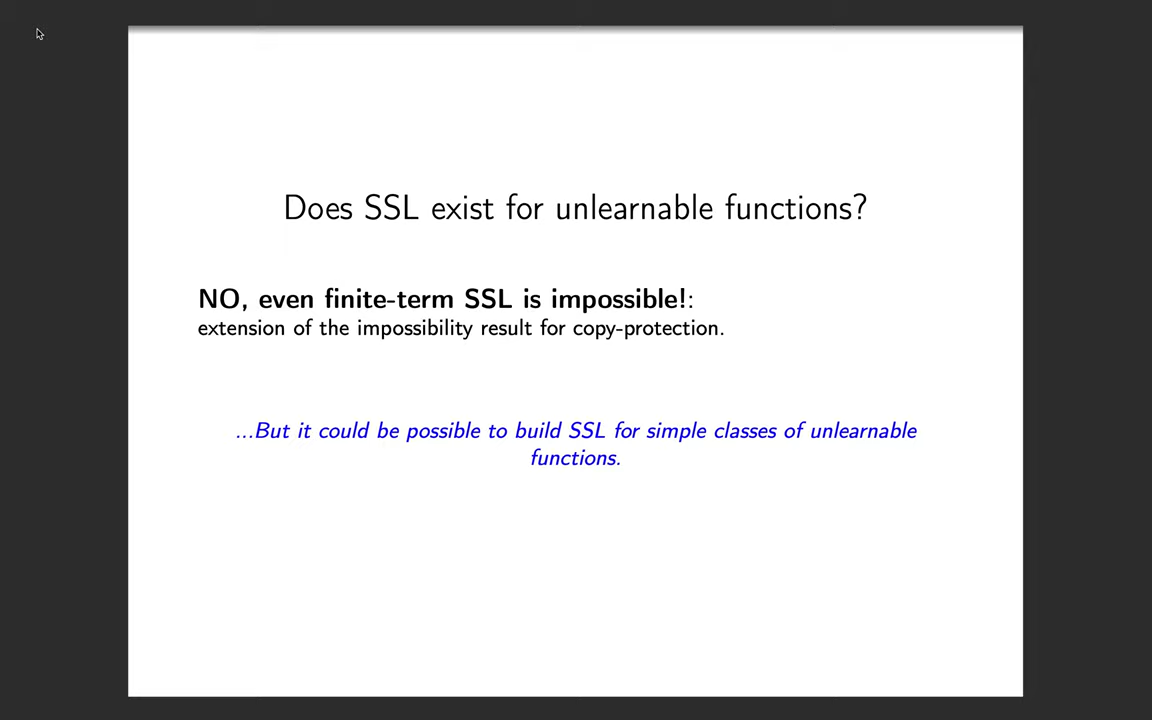 Does SSL exist for unlearnable functions?
NO, even finite-term SSL is impossible!:
extension of the impossibility result for copy-protection.
...But it could be possible to build SSL for simple classes of unlearnable
functions.